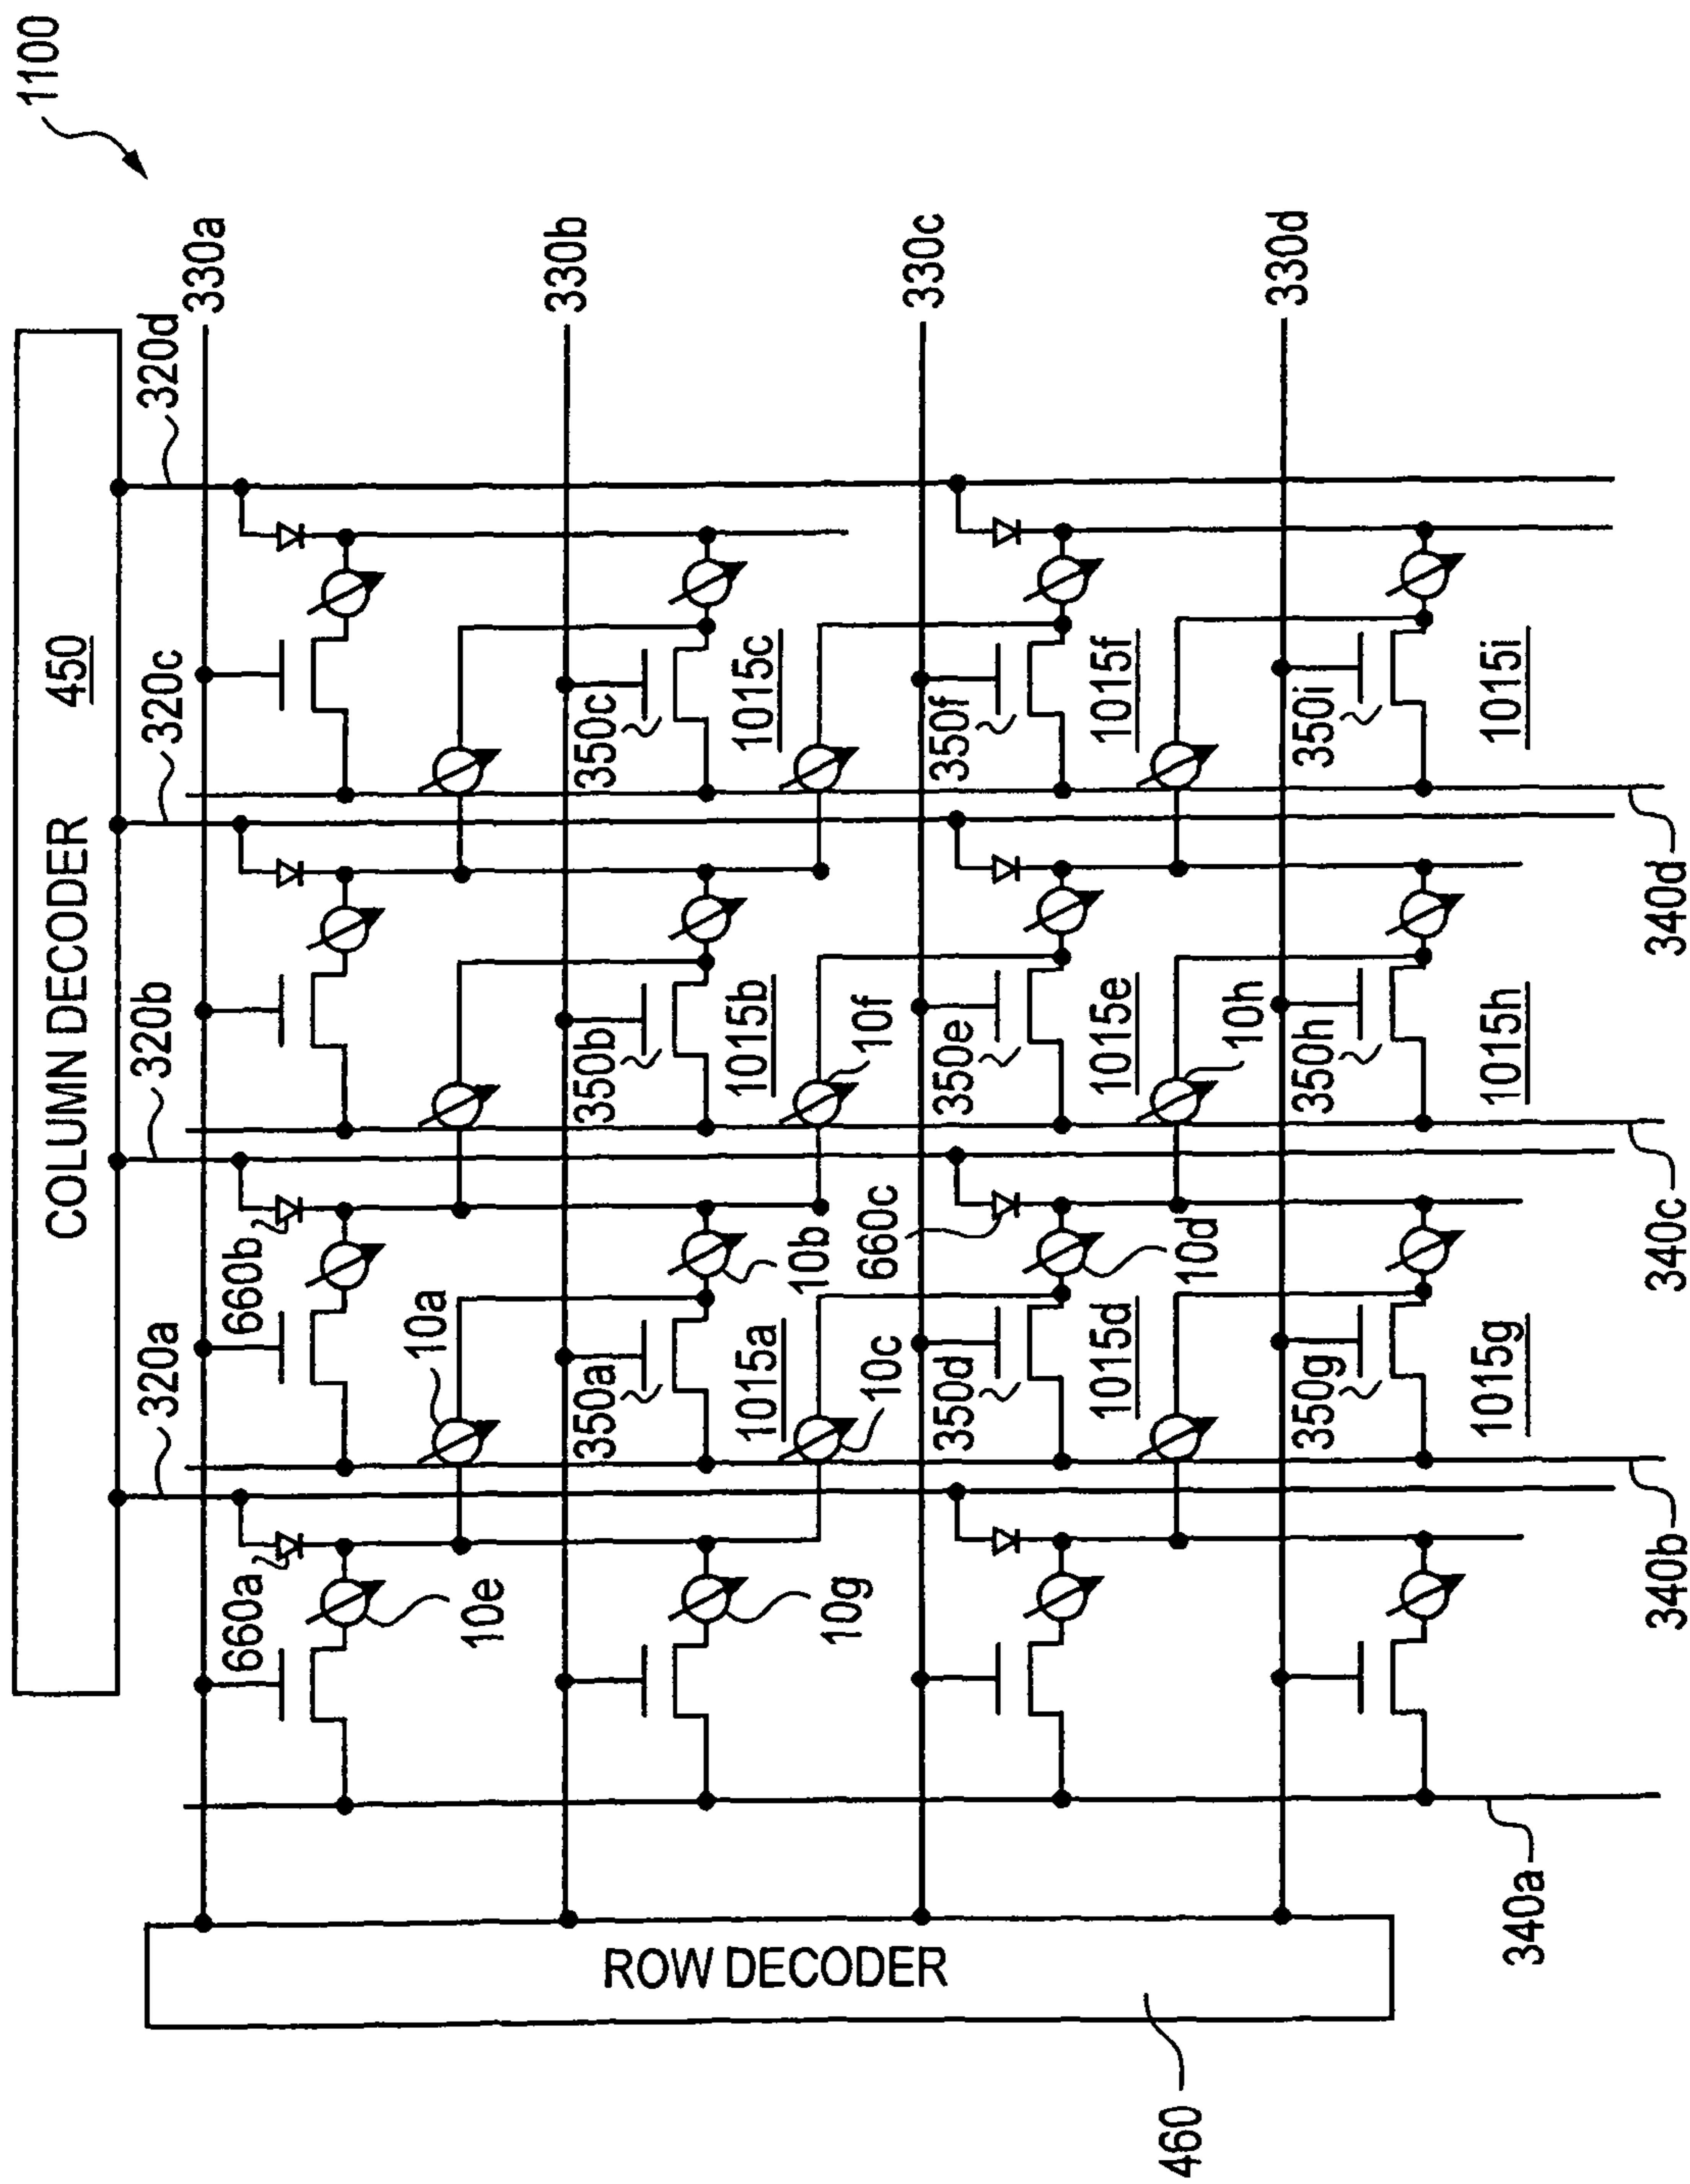 1100
COLUMN DECODER 450
320a
320b
320c
320d
330a
660a
660b
10e
10a
330b
350a
350b
350c
10g
1015a
10b
1015b
1015c
10c
10f
330c
660c
350d
350e
350f
1015d
10d
1015e
1015f
10h
330d
350g
350h
350i
1015g
1015h
1015i
ROW DECODER
460
340a
340b
340c
340d